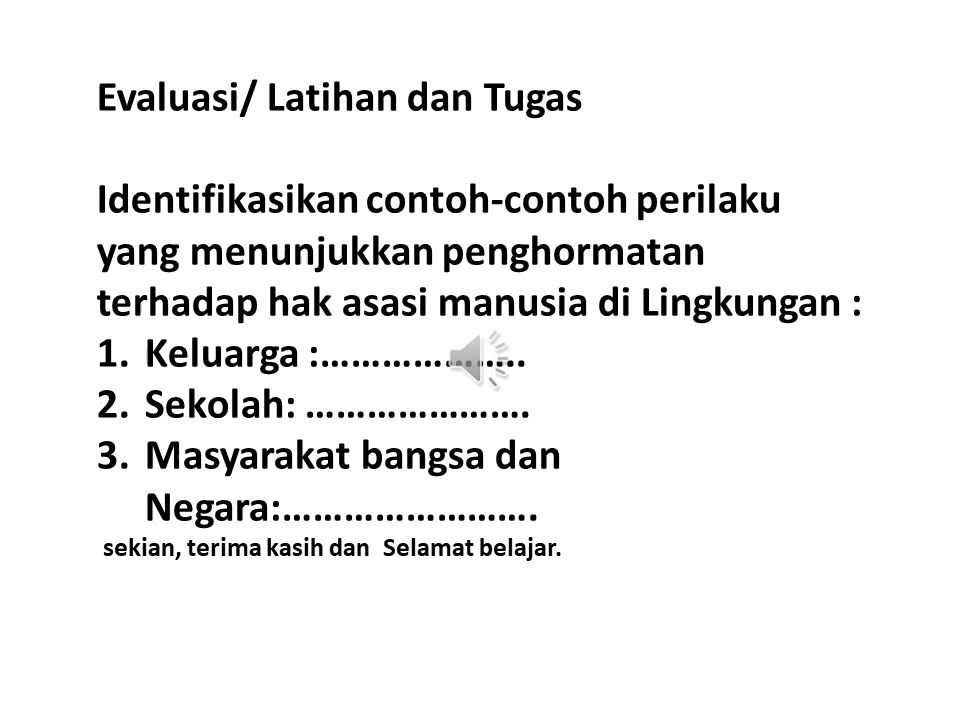 Evaluasi/ Latihan dan Tugas
Identifikasikan contoh-contoh perilaku
yang menunjukkan penghormatan
terhadap hak asasi manusia di Lingkungan :
1. Keluarga :………………….
2. Sekolah: ………………….
3. Masyarakat bangsa dan
Negara:…………………….
sekian, terima kasih dan  Selamat belajar.